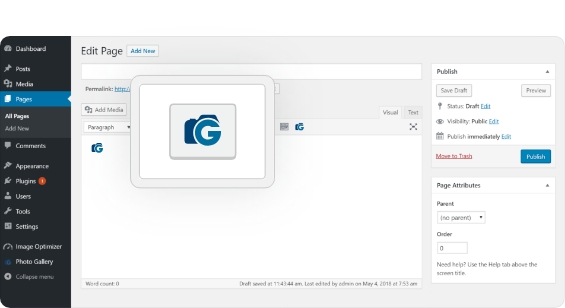 Dashboard
Posts
Media
Pages
All Pages
Add New
Comments
Appearance
Plugins 1
Users
Tools
Settings
Image Optimizer
Photo Gallery
Collapse menu
Edit Page Add New
Permalink: http:/
Add Media
Visual Text
Paragraph
G
G
G
Word count: 0 Draft saved at 11:43:44 am. Last edited by admin on May 4, 2018 at 7:53 am
Publish
Save Draft Preview
Status: Draft Edit
Visibility: Public Edit
Publish immediately Edit
Move to Trash Publish
Page Attributes
Parent
(no parent)
Order
0
Need help? Use the Help tab above the
screen title.